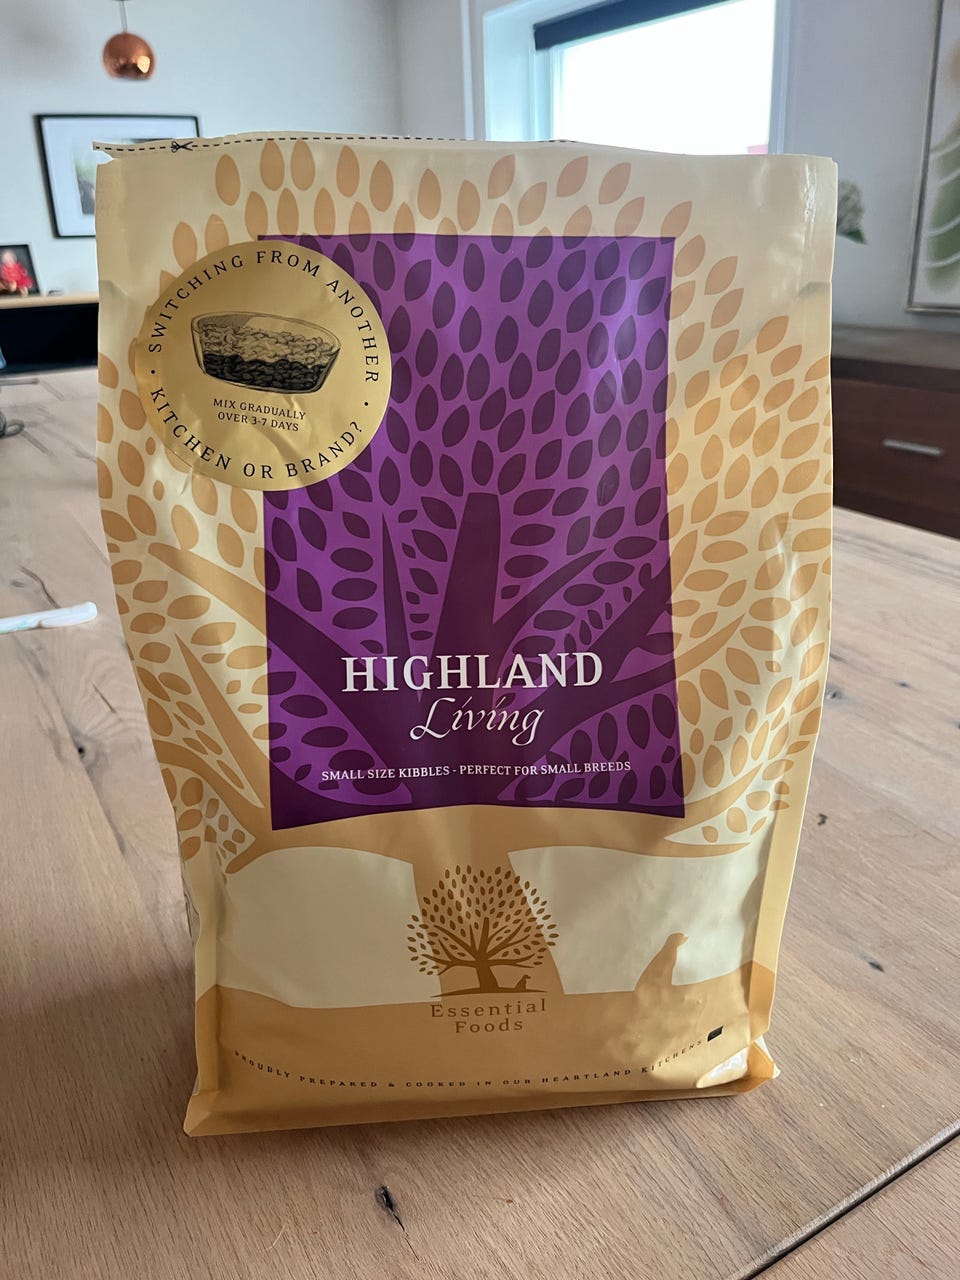 SWITCHING FROM ANOTHER
KITCHEN OR BRAND?
MIX GRADUALLY
OVER 3-7 DAYS
HIGHLAND
Living
SMALL SIZE KIBBLES - PERFECT FOR SMALL BREEDS
Essential
Foods
PROUDLY PREPARED & COOKED IN OUR HEARTLAND KITCHENS